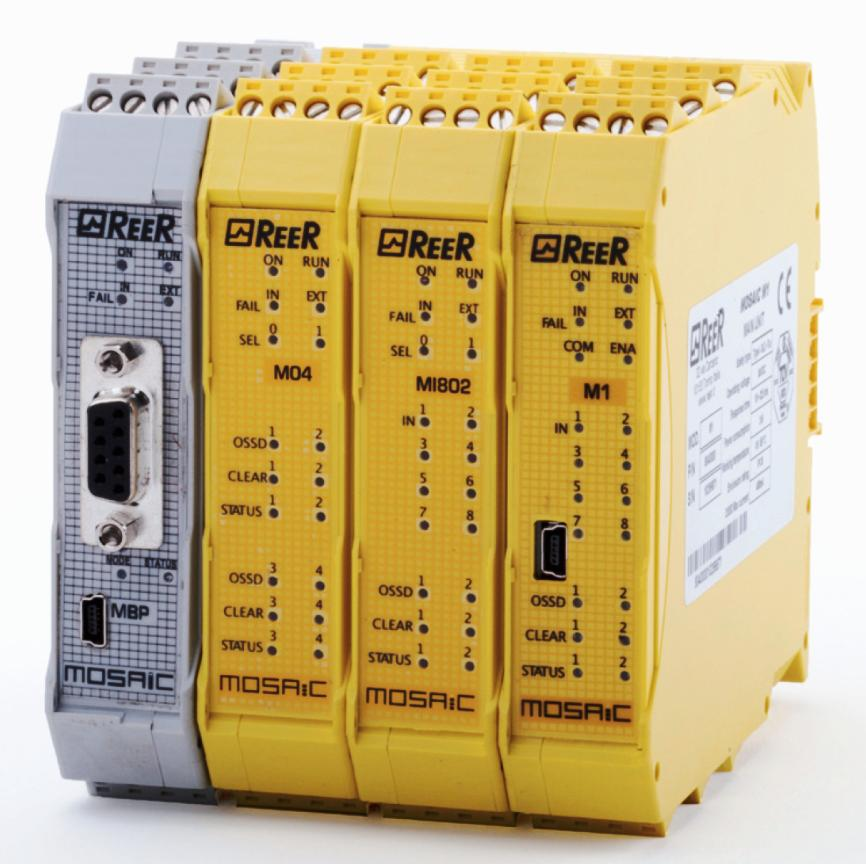 REER
ON RUN
IN EXT
FAIL
MODE STATUS
MBP
MOSAIC
REER
ON RUN
IN EXT
FAIL
0 1
SEL
MO4
1 2
OSSD
1 2
CLEAR
1 2
STATUS
3 4
OSSD
3 4
CLEAR
3 4
STATUS
MOSAIC
REER
ON RUN
IN EXT
FAIL
0 1
SEL
MI802
1 2
IN
3 4
5 6
7 8
1 2
OSSD
1 2
CLEAR
1 2
STATUS
MOSAIC
REER
ON RUN
IN EXT
FAIL
COM ENA
M1
1 2
IN
3 4
5 6
7 8
1 2
OSSD
1 2
CLEAR
1 2
STATUS
MOSAIC
REER
MOSAIC M1
MAIN UNIT
CE
MOD.
M1
P/N
S/N